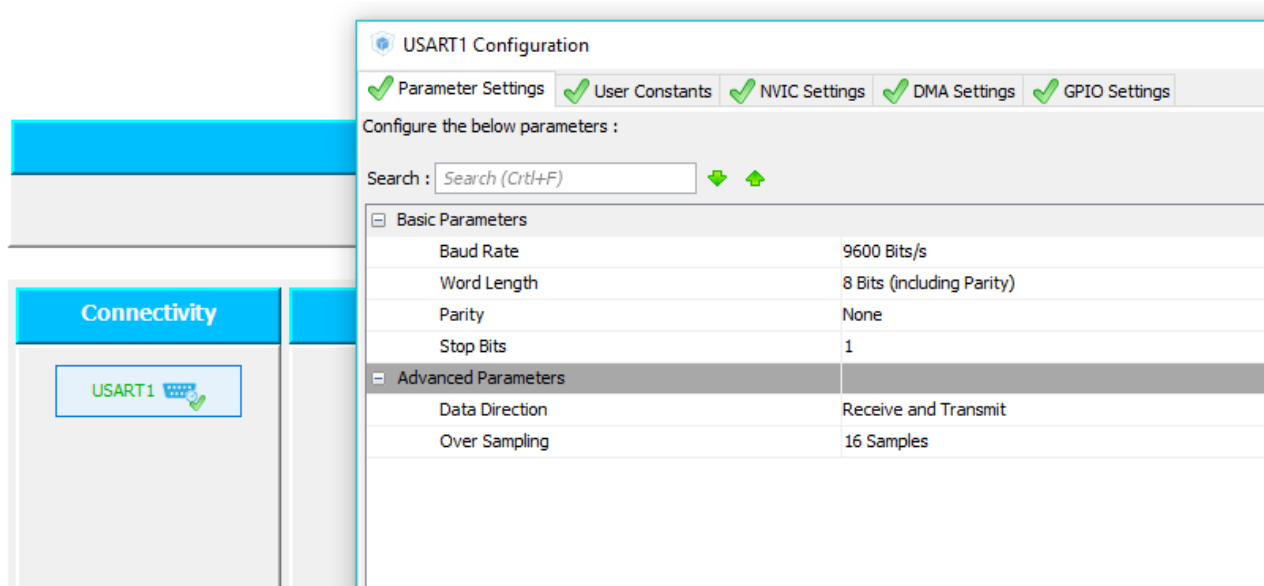 USART1 Configuration
Parameter Settings
User Constants
NVIC Settings
DMA Settings
GPIO Settings
Configure the below parameters :
Search : Search (Crtl+F)
Basic Parameters
Baud Rate 9600 Bits/s
Word Length 8 Bits (including Parity)
Parity None
Stop Bits 1
Advanced Parameters
Data Direction Receive and Transmit
Over Sampling 16 Samples
Connectivity
USART1